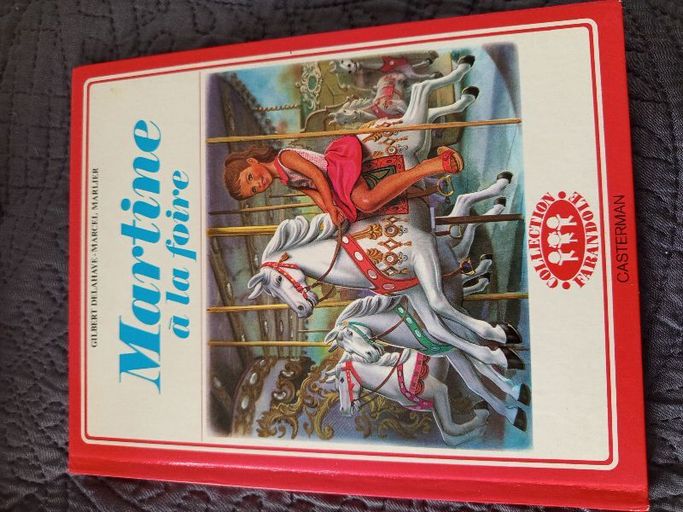 GILBERT DELAHAYE - MARCEL MARLIER
Martine
à la foire
COLLECTION
FARANDOLE
CASTERMAN